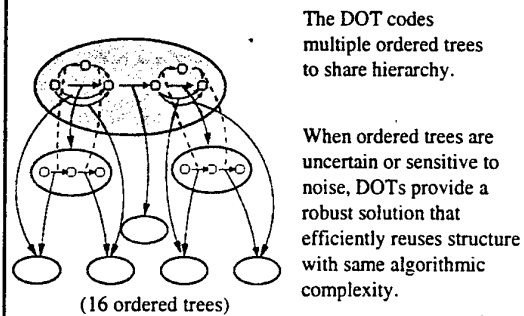 The DOT codes
multiple ordered trees
to share hierarchy.
When ordered trees are
uncertain or sensitive to
noise, DOTs provide a
robust solution that
efficiently reuses structure
with same algorithmic
complexity.
(16 ordered trees)